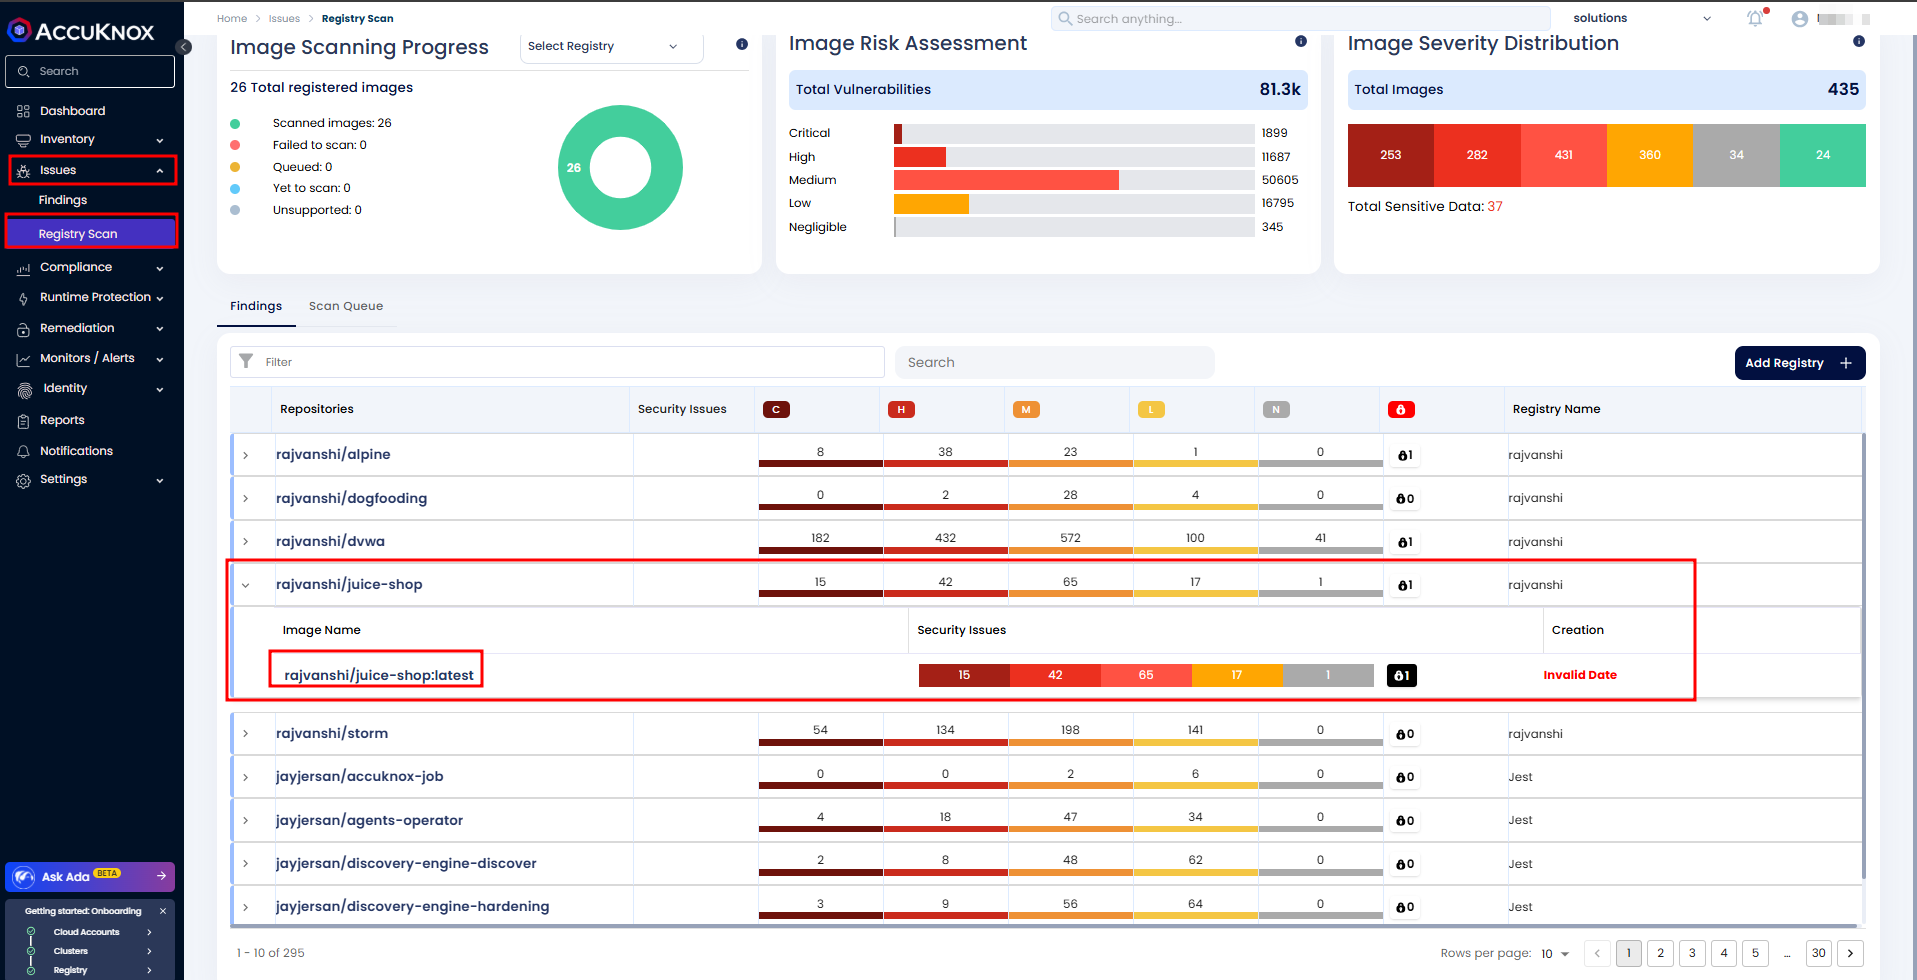 ACCUKNOX
Search
Dashboard
Inventory
Issues
Findings
Registry Scan
Compliance
Runtime Protection
Remediation
Monitors / Alerts
Identity
Reports
Notifications
Settings
Ask Ada BETA
Getting started: Onboarding
Cloud Accounts
Clusters
Registry
Home > Issues > Registry Scan
Search anything...
solutions
Image Scanning Progress
Select Registry
26 Total registered images
Scanned images: 26
Failed to scan: 0
Queued: 0
Yet to scan: 0
Unsupported: 0
26
Image Risk Assessment
Total Vulnerabilities 81.3k
Critical 1899
High 11687
Medium 50605
Low 16795
Negligible 345
Image Severity Distribution
Total Images 435
253 282 431 360 34 24
Total Sensitive Data: 37
Findings Scan Queue
Filter
Search
Add Registry +
Repositories Security Issues C H M L N Registry Name
rajvanshi/alpine 8 38 23 1 0 1 rajvanshi
rajvanshi/dogfooding 0 2 28 4 0 0 rajvanshi
rajvanshi/dvwa 182 432 572 100 41 1 rajvanshi
rajvanshi/juice-shop 15 42 65 17 1 1 rajvanshi
Image Name Security Issues Creation
rajvanshi/juice-shop:latest 15 42 65 17 1 1 Invalid Date
rajvanshi/storm 54 134 198 141 0 0 rajvanshi
jayjersan/accuknox-job 0 0 2 6 0 0 Jest
jayjersan/agents-operator 4 18 47 34 0 0 Jest
jayjersan/discovery-engine-discover 2 8 48 62 0 0 Jest
jayjersan/discovery-engine-hardening 3 9 56 64 0 0 Jest
1 - 10 of 295
Rows per page: 10
< 1 2 3 4 5 ... 30 >